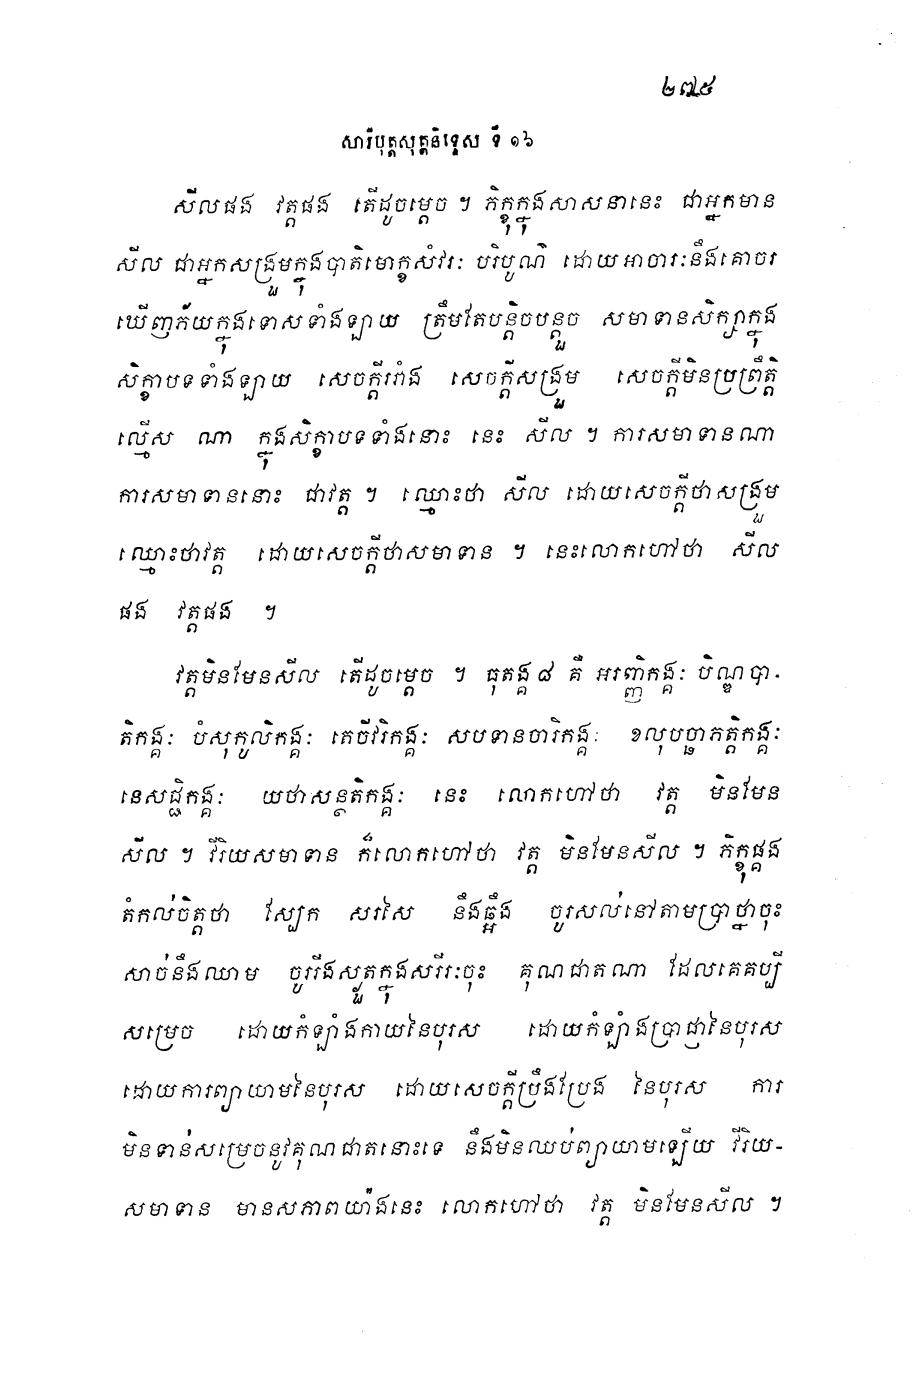 ២៧៥
សារីបុត្តសុត្តនិទ្ទេស ទី ១៦
សីលផង វត្តផង តើដូចម្តេច ។ ភិក្ខុក្នុងសាសនានេះ ជាអ្នកមាន
សីល ជាអ្នកសង្រួមក្នុងបាតិមោក្ខសំវរៈ បរិបូណ៌ ដោយអាចារៈនឹងគោចរ
ឃើញភ័យក្នុងទោសទាំងឡាយ ត្រឹមតែបន្តិចបន្តួច សមាទានសិក្សាក្នុង
សិក្ខាបទទាំងឡាយ សេចក្តីរវាំង សេចក្តីសង្រួម សេចក្តីមិនប្រព្រឹត្តិ
ល្មើស ណា ក្នុងសិក្ខាបទទាំងនោះ នេះ សីល ។ ការសមាទានណា
ការសមាទាននោះ ជាវត្ត ។ ឈ្មោះថា សីល ដោយសេចក្តីថាសង្រួម
ឈ្មោះថាវត្ត ដោយសេចក្តីថាសមាទាន ។ នេះលោកហៅថា សីល
ផង វត្តផង ។
វត្តមិនមែនសីល តើដូចម្តេច ។ ធុតង្គ ៨ គឺ អារញ្ញិកង្គៈ បិណ្ឌបា-
តិកង្គៈ បំសុកូលិកង្គៈ តេចីវរិកង្គៈ សបទានចារិកង្គៈ ខលុបច្ឆាភត្តិកង្គៈ
នេសជ្ជិកង្គៈ យថាសន្ថតិកង្គៈ នេះ លោកហៅថា វត្ត មិនមែន
សីល ។ វីរិយសមាទាន ក៏លោកហៅថា វត្ត មិនមែនសីល ។ ភិក្ខុផ្គង
តំកល់ចិត្តថា ស្បែក សរសៃ នឹងឆ្អឹង ចូរសល់នៅតាមប្រាថ្នាចុះ
សាច់នឹងឈាម ចូររីងស្ងួតក្នុងសរីរៈចុះ គុណជាតណា ដែលគេគប្បី
សម្រេច ដោយកំឡាំងកាយនៃបុរស ដោយកំឡាំងប្រាជ្ញានៃបុរស
ដោយការព្យាយាមនៃបុរស ដោយសេចក្តីប្រឹងប្រែង នៃបុរស ការ
មិនទាន់សម្រេចនូវគុណជាតនោះទេ នឹងមិនឈប់ព្យាយាមឡើយ វីរិយ-
សមាទាន មានសភាពយ៉ាងនេះ លោកហៅថា វត្ត មិនមែនសីល ។